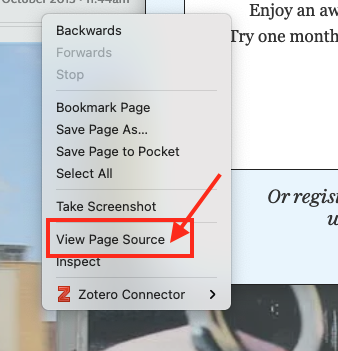 October 2015 • 11:44am
Enjoy an aw
Try one month
Backwards
Forwards
Stop
Bookmark Page
Save Page As...
Save Page to Pocket
Select All
Take Screenshot
View Page Source
Inspect
Zotero Connector
Or regis